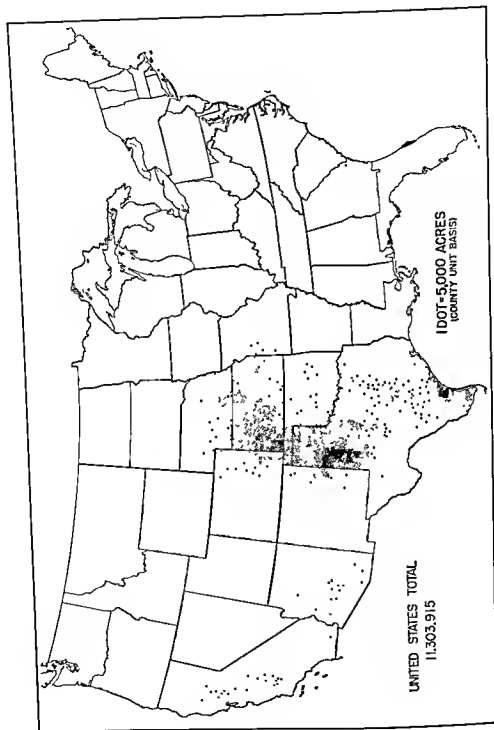 1 DOT=5,000 ACRES
(COUNTY UNIT BASIS)
UNITED STATES TOTAL
11,303,915